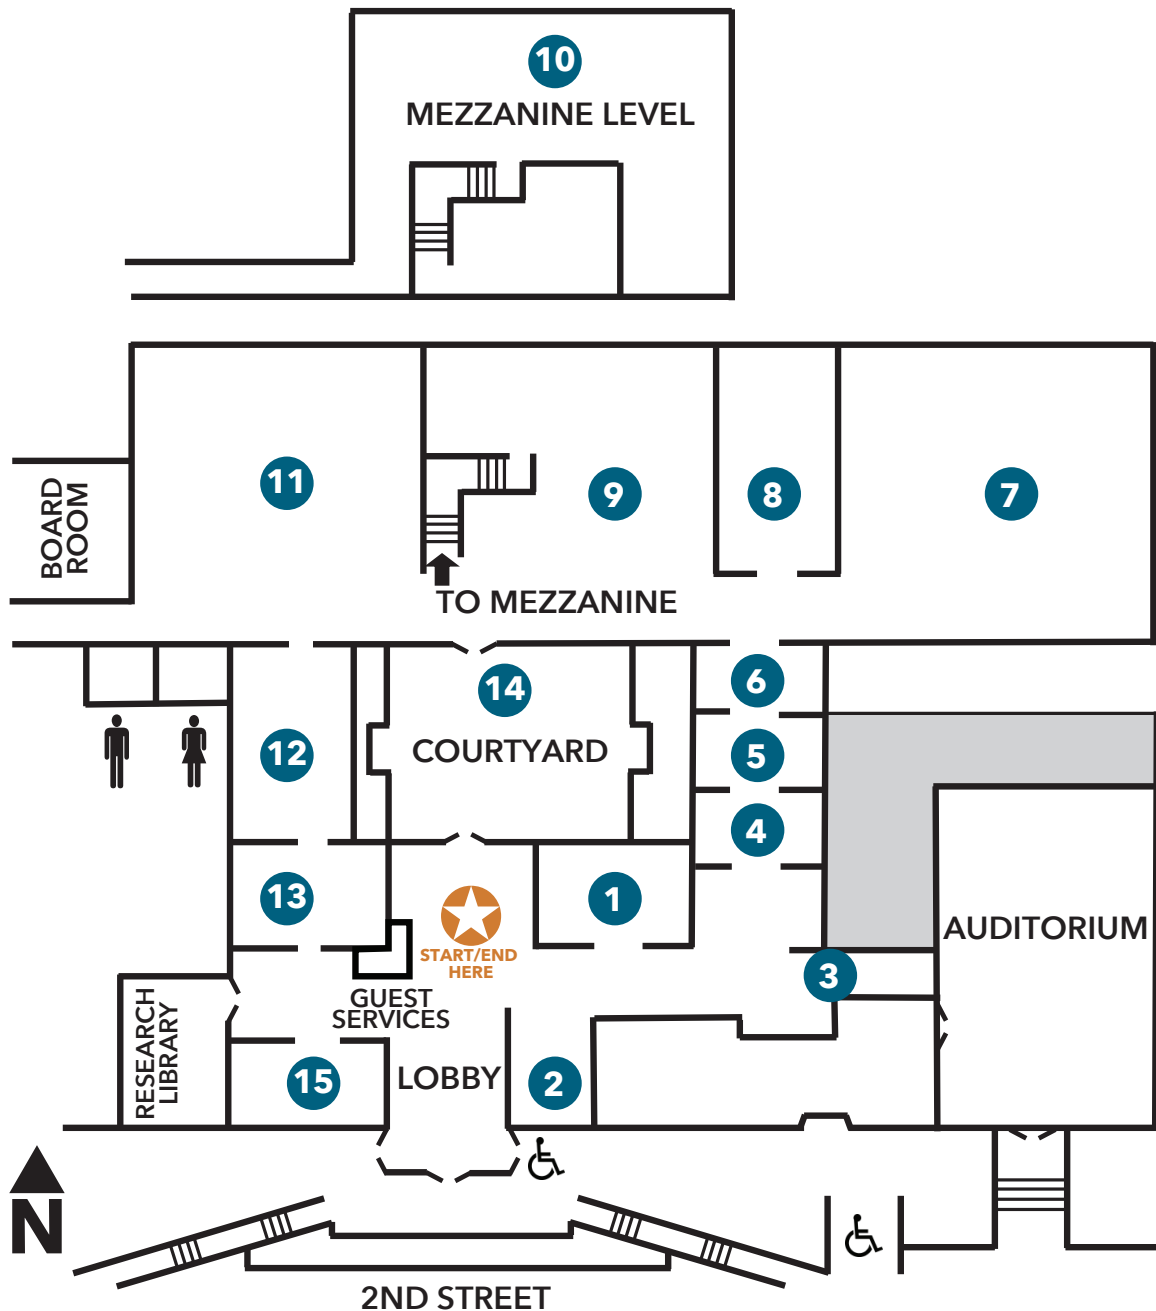 10
MEZZANINE LEVEL
11
9
8
7
BOARD
ROOM
TO MEZZANINE
14
6
12
COURTYARD
5
4
13
1
START/END
HERE
AUDITORIUM
3
GUEST
SERVICES
RESEARCH
LIBRARY
15
LOBBY
2
N
2ND STREET